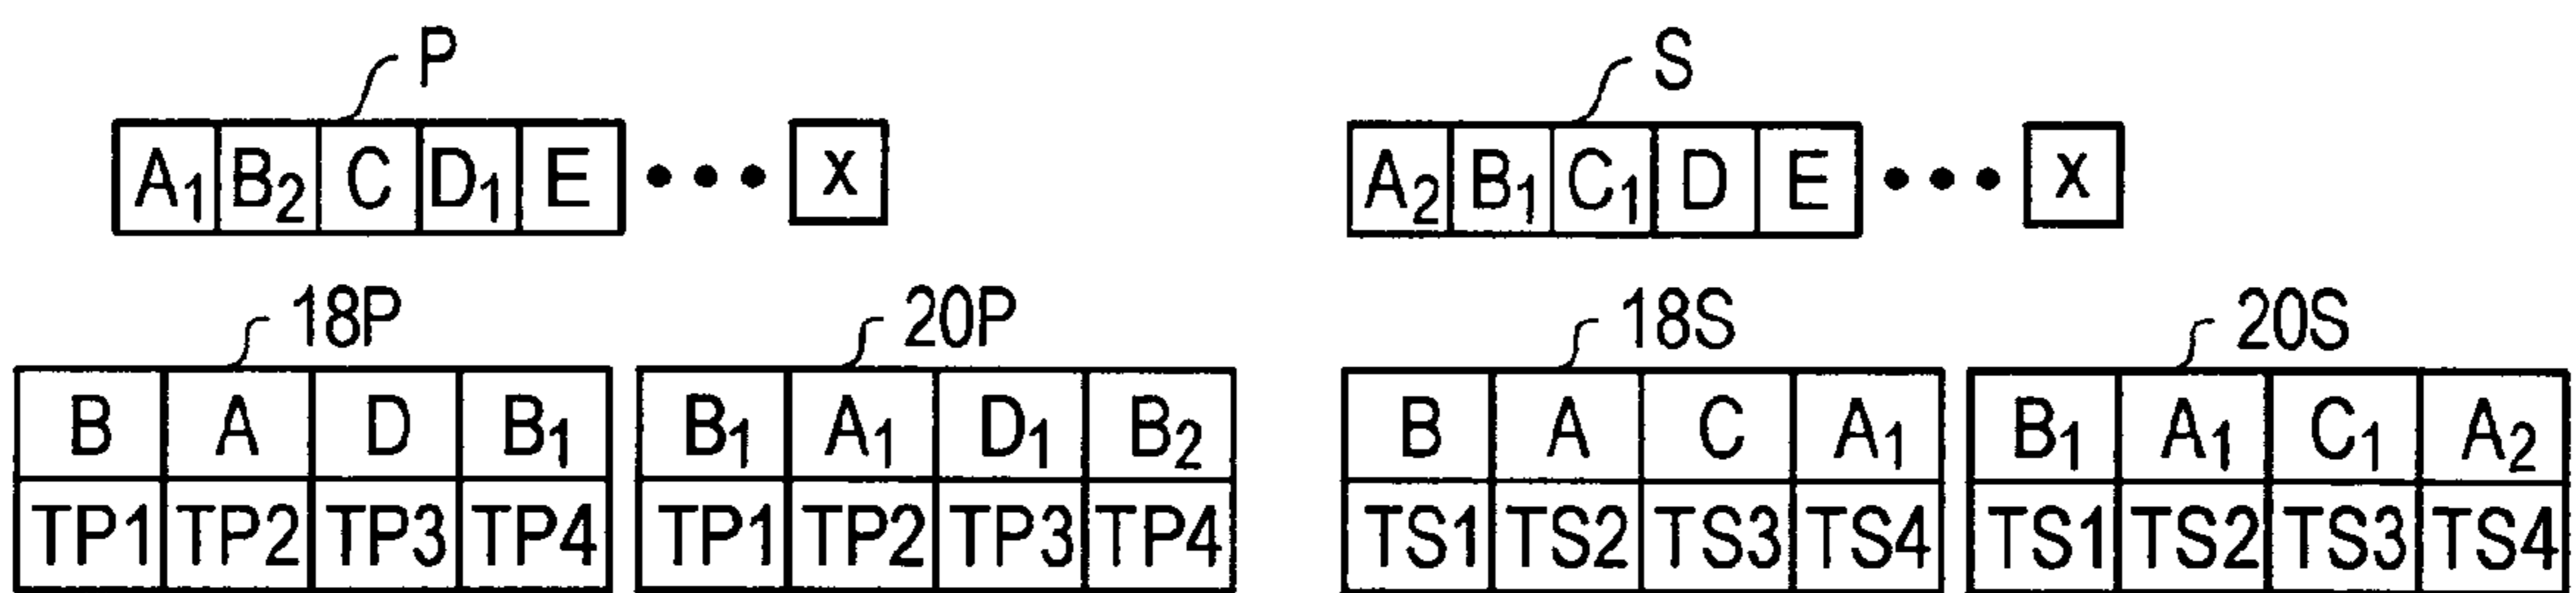 P S
A₁ B₂ C D₁ E ••• X A₂ B₁ C₁ D E ••• X
18P 20P 18S 20S
B A D B₁ B₁ A₁ D₁ B₂ B A C A₁ B₁ A₁ C₁ A₂
TP1 TP2 TP3 TP4 TP1 TP2 TP3 TP4 TS1 TS2 TS3 TS4 TS1 TS2 TS3 TS4